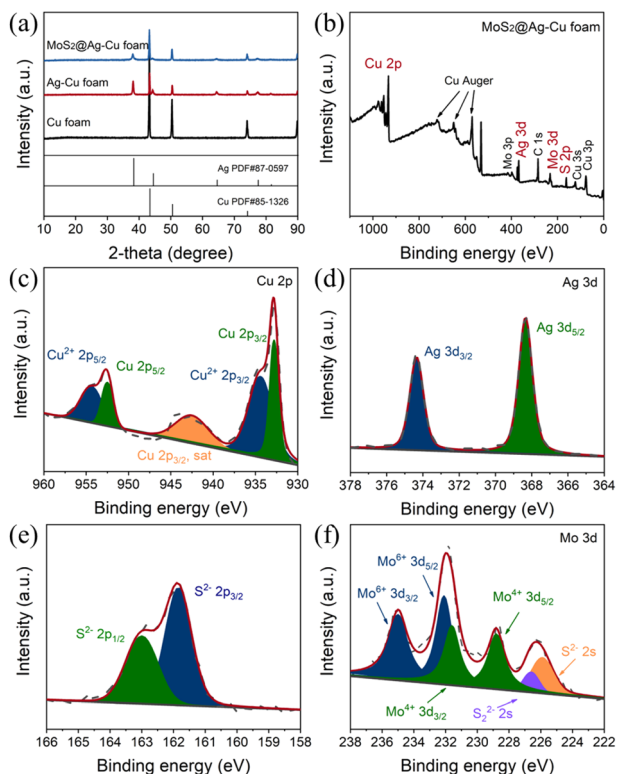 (a)
MoS2@Ag-Cu foam
Ag-Cu foam
Cu foam
Ag PDF#87-0597
Cu PDF#85-1326
10 20 30 40 50 60 70 80 90
2-theta (degree)
Intensity (a.u.)
(b)
MoS2@Ag-Cu foam
Cu 2p
Cu Auger
Mo 3p
Ag 3d
C 1s
Mo 3d
S 2p
Cu 3s
Cu 3p
1000 800 600 400 200 0
Binding energy (eV)
Intensity (a.u.)
(c)
Cu 2p
Cu²⁺ 2p5/2
Cu 2p5/2
Cu 2p3/2
Cu²⁺ 2p3/2
Cu 2p3/2, sat
960 955 950 945 940 935 930
Binding energy (eV)
Intensity (a.u.)
(d)
Ag 3d
Ag 3d3/2
Ag 3d5/2
378 376 374 372 370 368 366 364
Binding energy (eV)
Intensity (a.u.)
(e)
S²⁻ 2p3/2
S²⁻ 2p1/2
166 165 164 163 162 161 160 159 158
Binding energy (eV)
Intensity (a.u.)
(f)
Mo 3d
Mo⁶⁺ 3d5/2
Mo⁶⁺ 3d3/2
Mo⁴⁺ 3d5/2
S²⁻ 2s
Mo⁴⁺ 3d3/2
S₂²⁻ 2s
238 236 234 232 230 228 226 224 222
Binding energy (eV)
Intensity (a.u.)